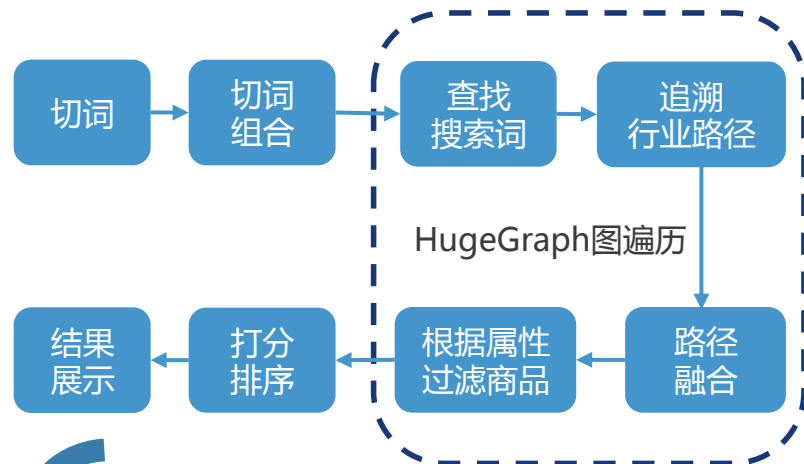 切词
切词
组合
查找
搜索词
追溯
行业路径
HugeGraph图遍历
结果
展示
打分
排序
根据属性
过滤商品
路径
融合